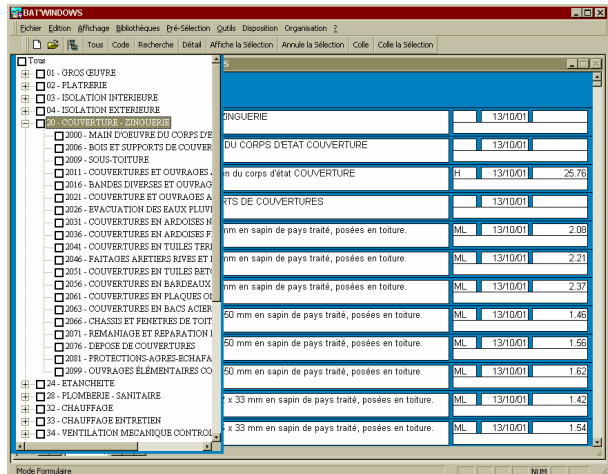 BAT'WINDOWS
Fichier Edition Affichage Bibliothèques Pré-Sélection Outils Disposition Organisation ?
Tous Code Recherche Détail Affiche la Sélection Annule la Sélection Colle Colle la Sélection
Tous
01 - GROS ŒUVRE
02 - PLATRERIE
03 - ISOLATION INTERIEURE
04 - ISOLATION EXTERIEURE
20 - COUVERTURE - ZINGUERIE
2000 - MAIN D'OEUVRE DU CORPS D'E
2006 - BOIS ET SUPPORTS DE COUVER
2009 - SOUS-TOITURE
2011 - COUVERTURES ET OUVRAGES
2016 - BANDES DIVERSES ET OUVRAG
2021 - COUVERTURE ET OUVRAGES A
2026 - EVACUATION DES EAUX PLUVI
2031 - COUVERTURES EN ARDOISES N
2036 - COUVERTURES EN ARDOISES F
2041 - COUVERTURES EN TUILES TER
2046 - FAITAGES ARETIERS RIVES ET
2051 - COUVERTURES EN TUILES BET
2056 - COUVERTURES EN BARDEAUX
2061 - COUVERTURES EN PLAQUES O
2063 - COUVERTURES EN BACS ACIER
2066 - CHASSIS ET FENETRES DE TOIT
2071 - REMANIAGE ET REPARATION
2076 - DEPOSE DE COUVERTURES
2081 - PROTECTIONS-AGRES-ECHAFA
2099 - OUVRAGES ÉLÉMENTAIRES CO
24 - ETANCHEITE
28 - PLOMBERIE - SANITAIRE
32 - CHAUFFAGE
33 - CHAUFFAGE ENTRETIEN
34 - VENTILATION MECANIQUE CONTROL
S
ZINGUERIE 13/10/01
DU CORPS D'ETAT COUVERTURE 13/10/01
en du corps d'état COUVERTURE H 13/10/01 25.76
RTS DE COUVERTURES 13/10/01
mm en sapin de pays traité, posées en toiture. ML 13/10/01 2.08
mm en sapin de pays traité, posées en toiture. ML 13/10/01 2.21
mm en sapin de pays traité, posées en toiture. ML 13/10/01 2.37
50 mm en sapin de pays traité, posées en toiture. ML 13/10/01 1.46
50 mm en sapin de pays traité, posées en toiture. ML 13/10/01 1.56
50 mm en sapin de pays traité, posées en toiture. ML 13/10/01 1.62
x 33 mm en sapin de pays traité, posées en toiture. ML 13/10/01 1.42
x 33 mm en sapin de pays traité, posées en toiture. ML 13/10/01 1.54
Mode Formulaire NUM